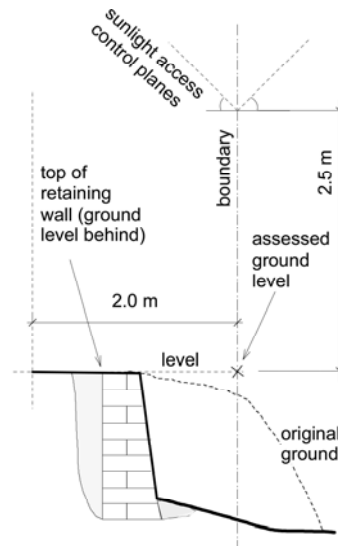 sunlight access
control planes
boundary
2.5 m
top of
retaining
wall (ground
level behind)
assessed
ground
level
2.0 m
level
original
ground